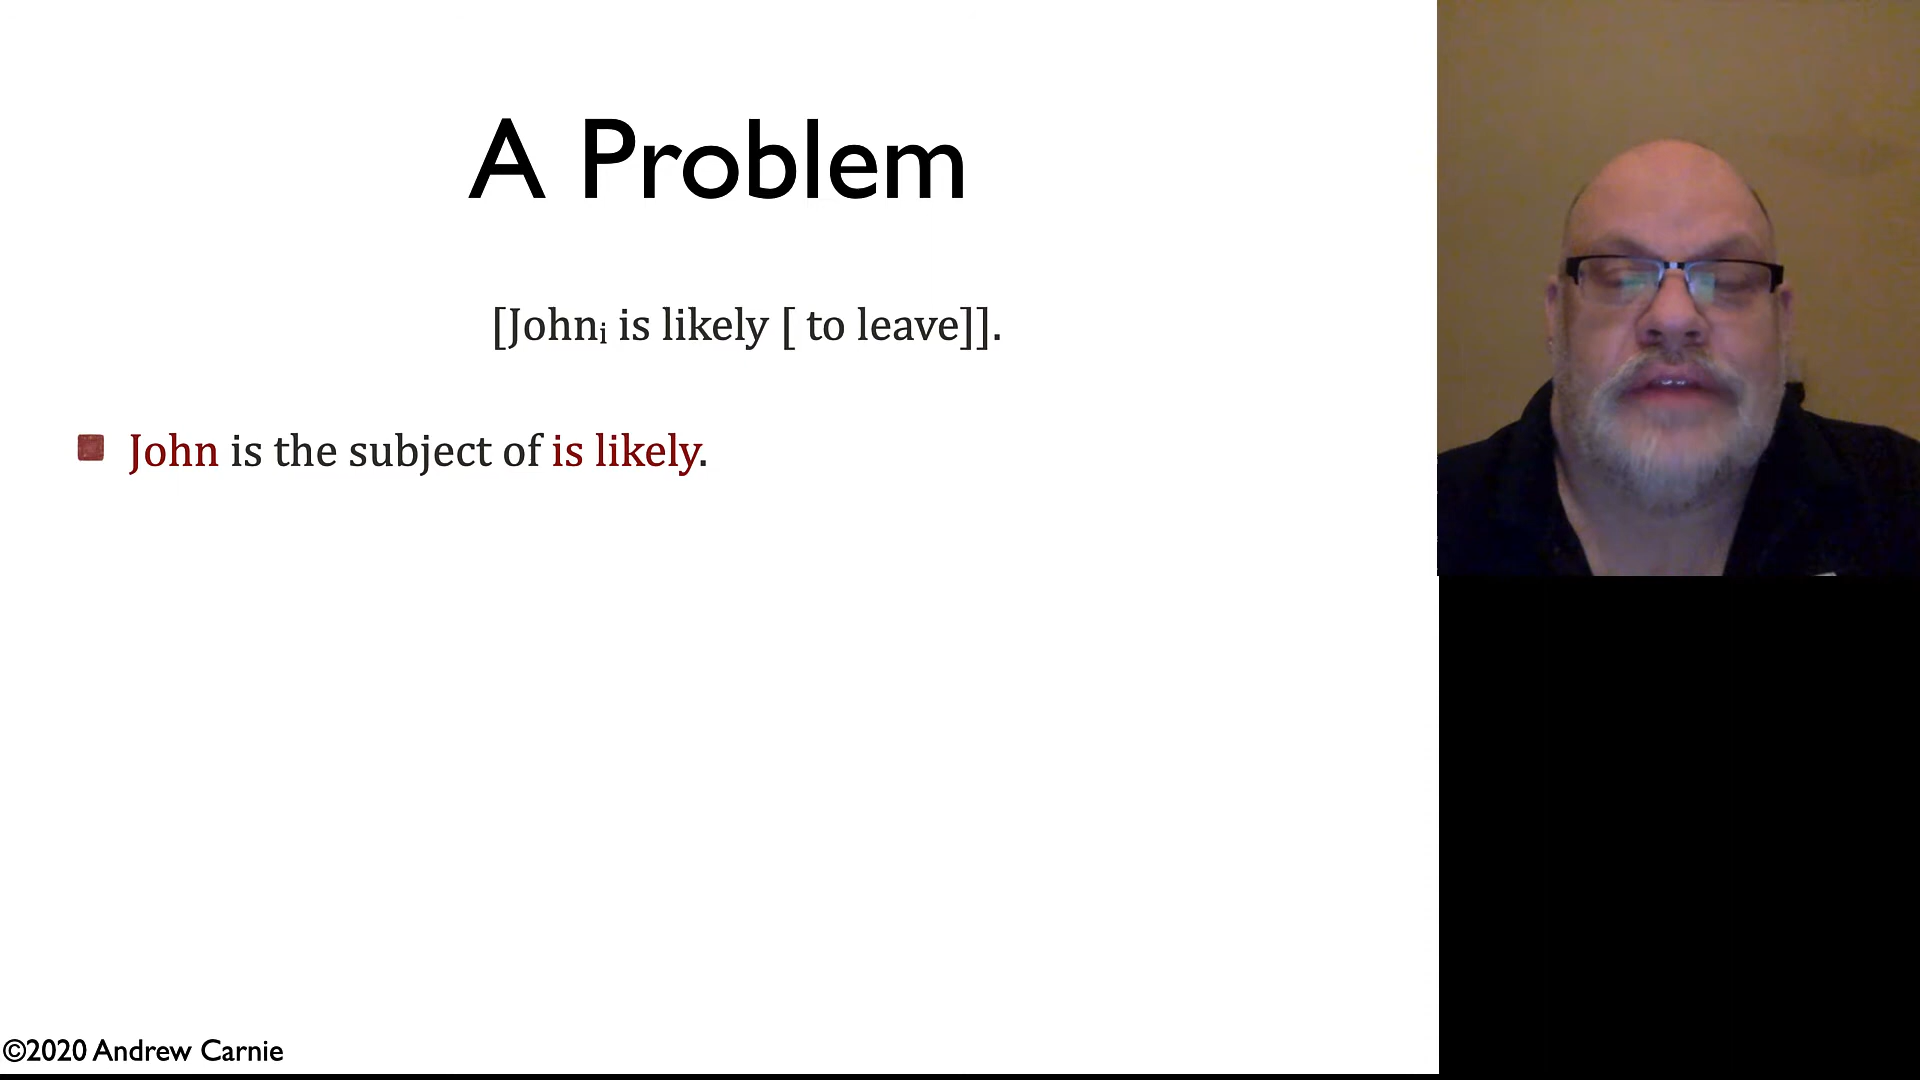 A Problem
[Johnᵢ is likely [ to leave]].
John is the subject of is likely.
©2020 Andrew Carnie